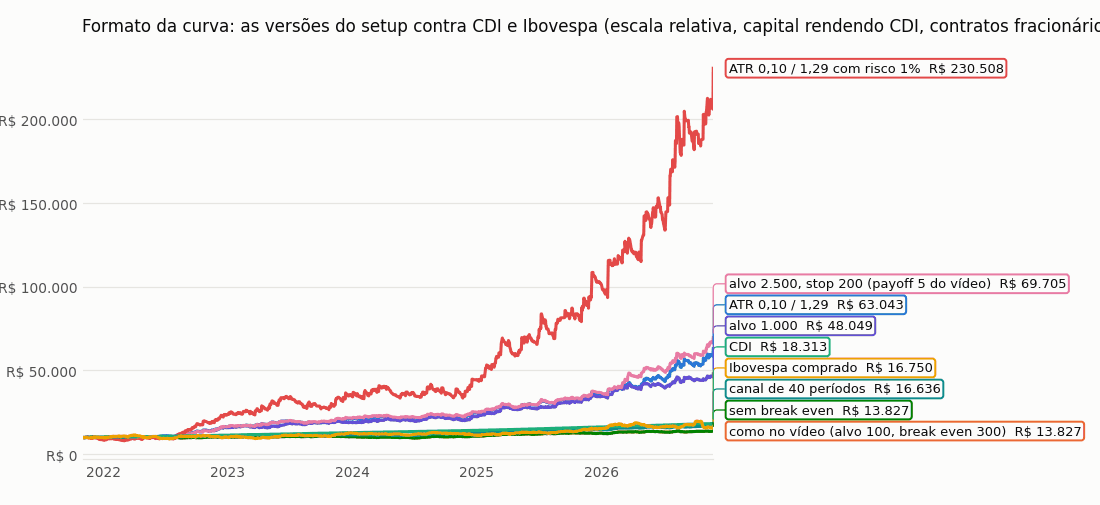 Formato da curva: as versões do setup contra CDI e Ibovespa (escala relativa, capital rendendo CDI, contratos fracionário
ATR 0,10 / 1,29 com risco 1% R$ 230.508
R$ 200.000
R$ 150.000
R$ 100.000
R$ 50.000
R$ 0
alvo 2.500, stop 200 (payoff 5 do vídeo) R$ 69.705
ATR 0,10 / 1,29 R$ 63.043
alvo 1.000 R$ 48.049
CDI R$ 18.313
Ibovespa comprado R$ 16.750
canal de 40 períodos R$ 16.636
sem break even R$ 13.827
como no vídeo (alvo 100, break even 300) R$ 13.827
2022 2023 2024 2025 2026